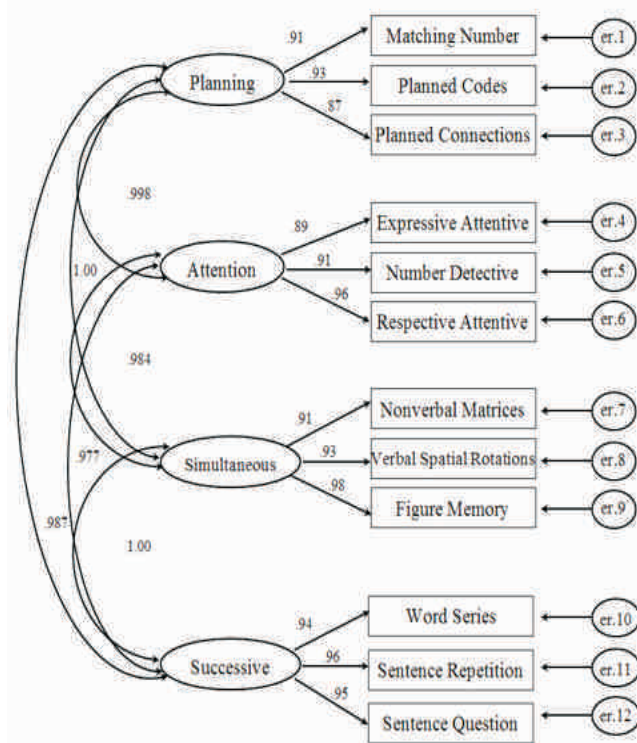 .91 Matching Number er.1
Planning .93 Planned Codes er.2
.87 Planned Connections er.3
.998
.89 Expressive Attentive er.4
Attention .91 Number Detective er.5
1.00
.96 Respective Attentive er.6
.984
.91 Nonverbal Matrices er.7
Simultaneous .93 Verbal Spatial Rotations er.8
.977
.98 Figure Memory er.9
.987
1.00
.94 Word Series er.10
Successive .96 Sentence Repetition er.11
.95 Sentence Question er.12